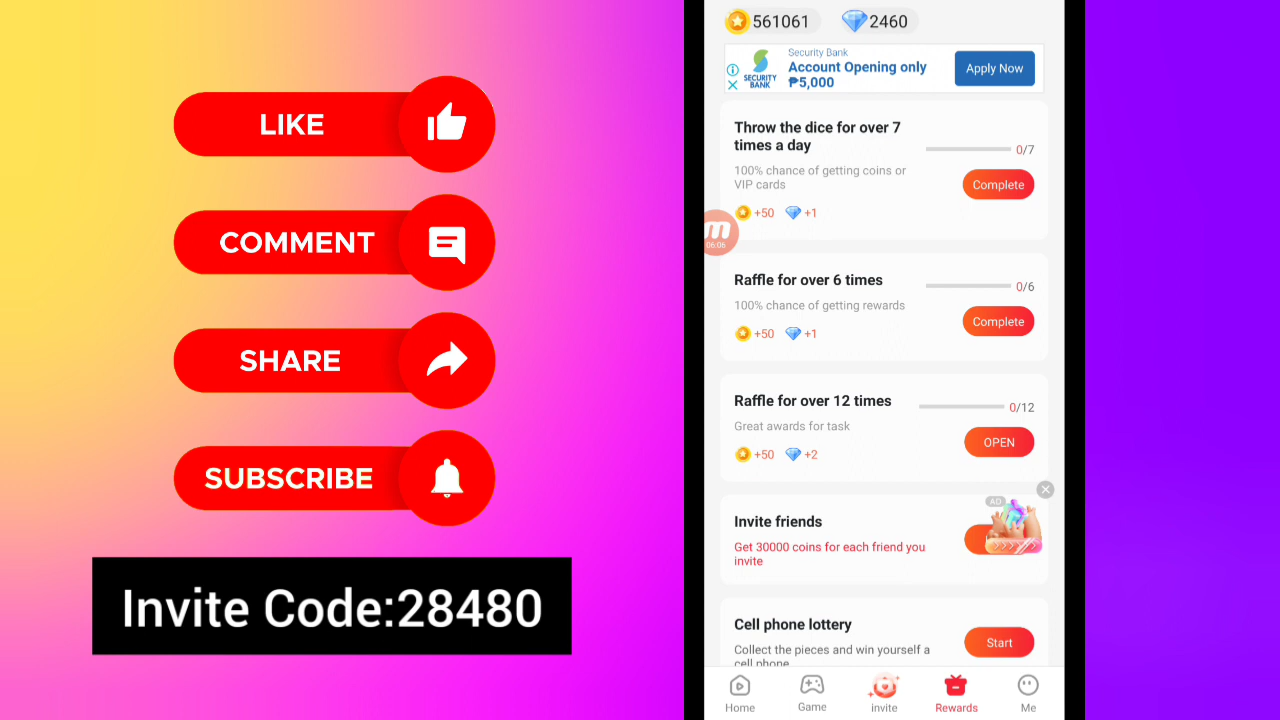 LIKE
COMMENT
SHARE
SUBSCRIBE
Invite Code:28480
561061
2460
Security Bank
SECURITY
BANK
Account Opening only
₱5,000
Apply Now
Throw the dice for over 7
times a day
0/7
100% chance of getting coins or
VIP cards
Complete
+50 +1
06:06
Raffle for over 6 times
0/6
100% chance of getting rewards
Complete
+50 +1
Raffle for over 12 times
0/12
Great awards for task
OPEN
+50 +2
AD
Invite friends
Get 30000 coins for each friend you
invite
Cell phone lottery
Collect the pieces and win yourself a
cell phone
Start
Home
Game
invite
Rewards
Me